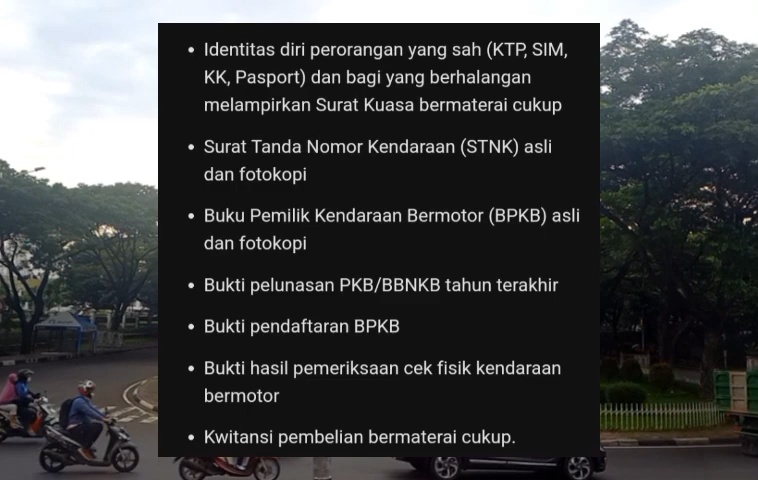 • Identitas diri perorangan yang sah (KTP, SIM,
KK, Pasport) dan bagi yang berhalangan
melampirkan Surat Kuasa bermaterai cukup
• Surat Tanda Nomor Kendaraan (STNK) asli
dan fotokopi
• Buku Pemilik Kendaraan Bermotor (BPKB) asli
dan fotokopi
• Bukti pelunasan PKB/BBNKB tahun terakhir
• Bukti pendaftaran BPKB
• Bukti hasil pemeriksaan cek fisik kendaraan
bermotor
• Kwitansi pembelian bermaterai cukup.